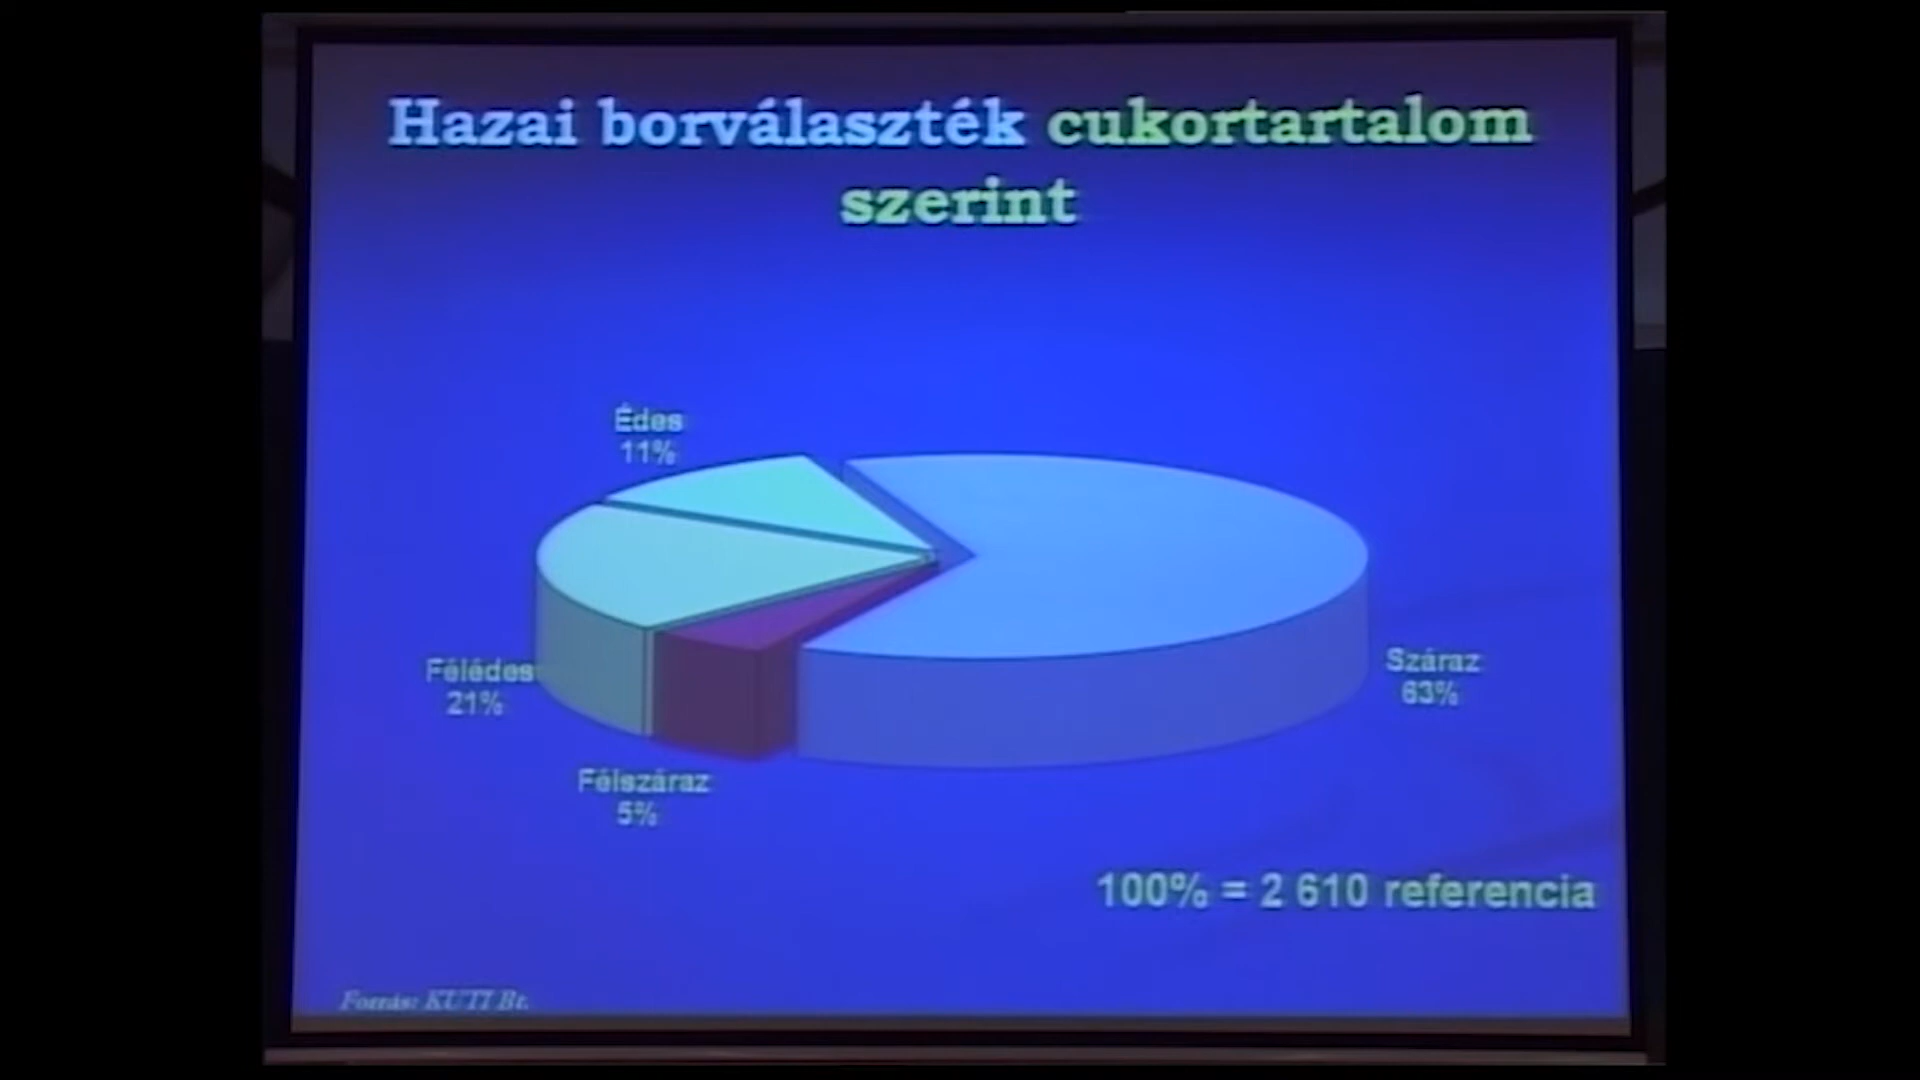 Hazai borválaszték cukortartalom
szerint
Édes
11%
Félédes
21%
Félszáraz
5%
Száraz
63%
100% = 2 610 referencia
Forrás: KUTI Bt.